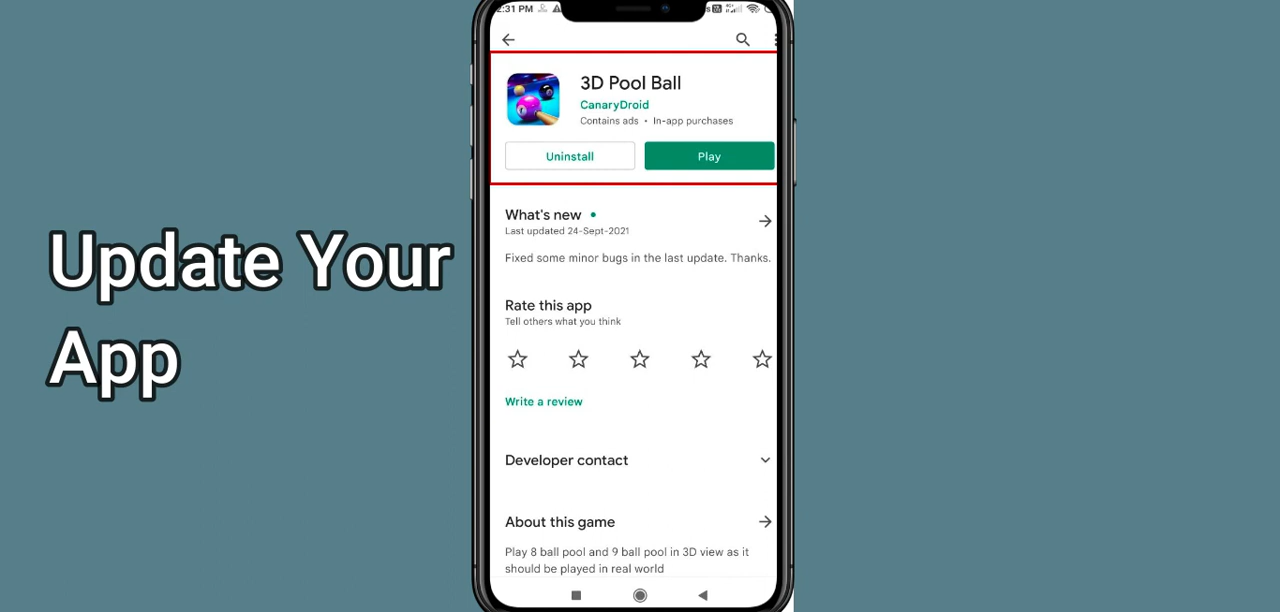 2:31 PM
3D Pool Ball
CanaryDroid
Contains ads • In-app purchases
Uninstall
Play
What's new
Last updated 24-Sept-2021
Fixed some minor bugs in the last update. Thanks.
Rate this app
Tell others what you think
Write a review
Developer contact
About this game
Play 8 ball pool and 9 ball pool in 3D view as it
should be played in real world
Update Your
App